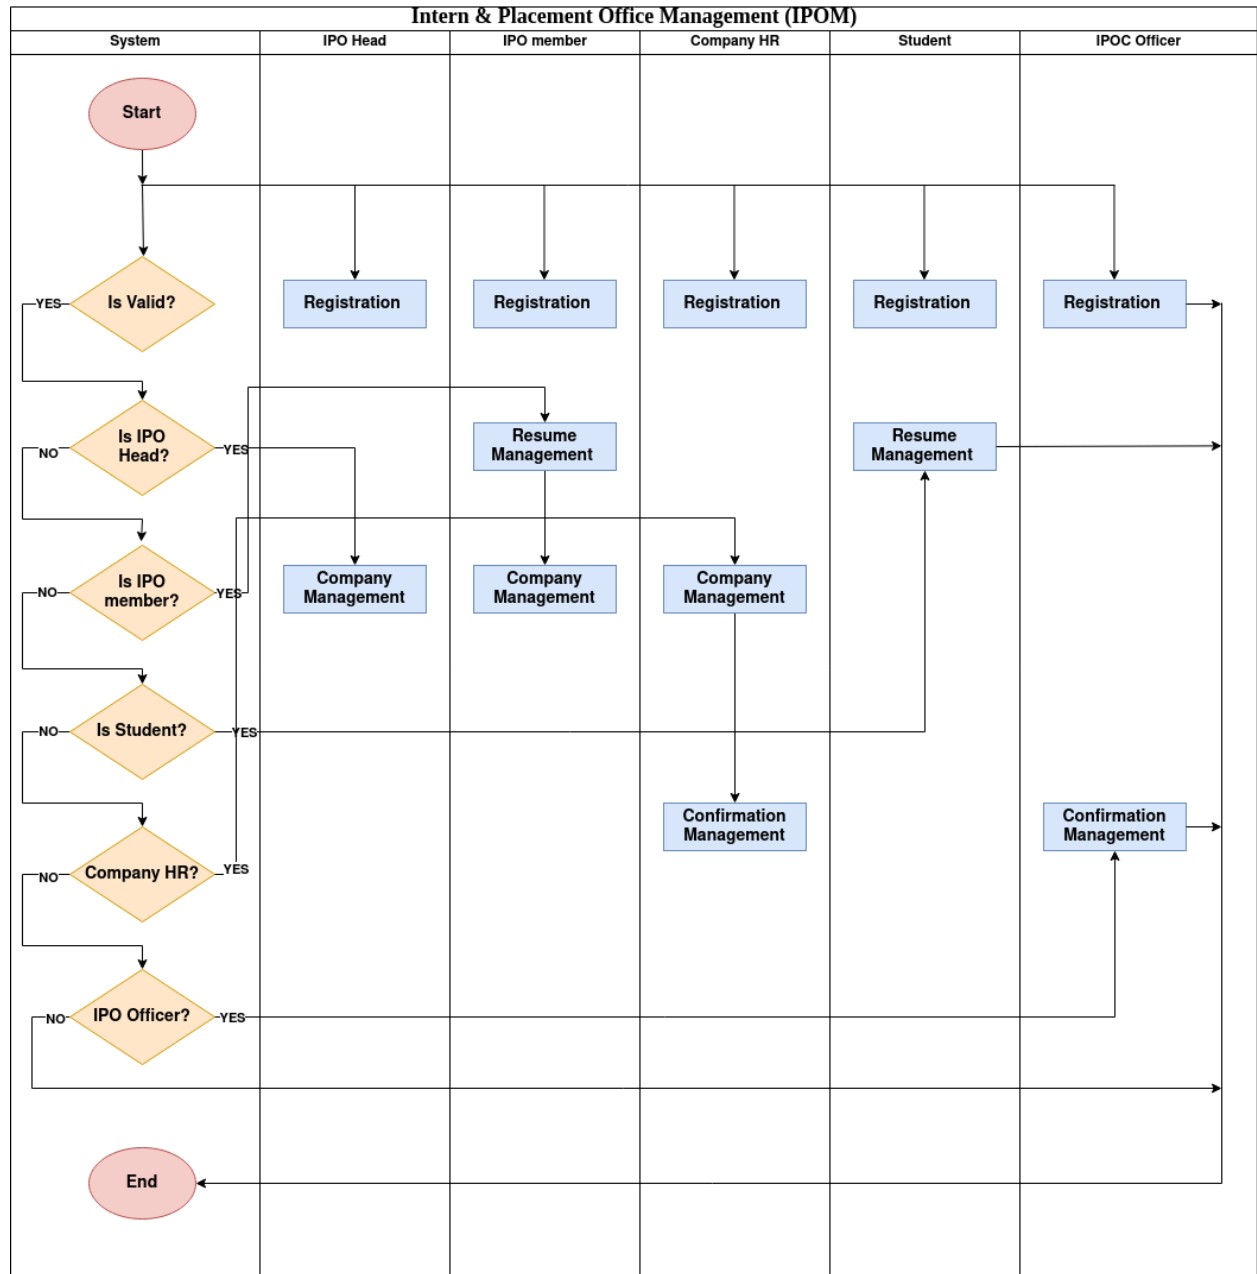 Intern & Placement Office Management (IPOM)
System
IPO Head
IPO member
Company HR
Student
IPOC Officer
Start
Is Valid?
YES
Registration
Registration
Registration
Registration
Registration
Is IPO
Head?
NO
YES
Resume
Management
Resume
Management
Is IPO
member?
NO
YES
Company
Management
Company
Management
Company
Management
Is Student?
NO
YES
Confirmation
Management
Confirmation
Management
Company HR?
NO
YES
IPO Officer?
NO
YES
End